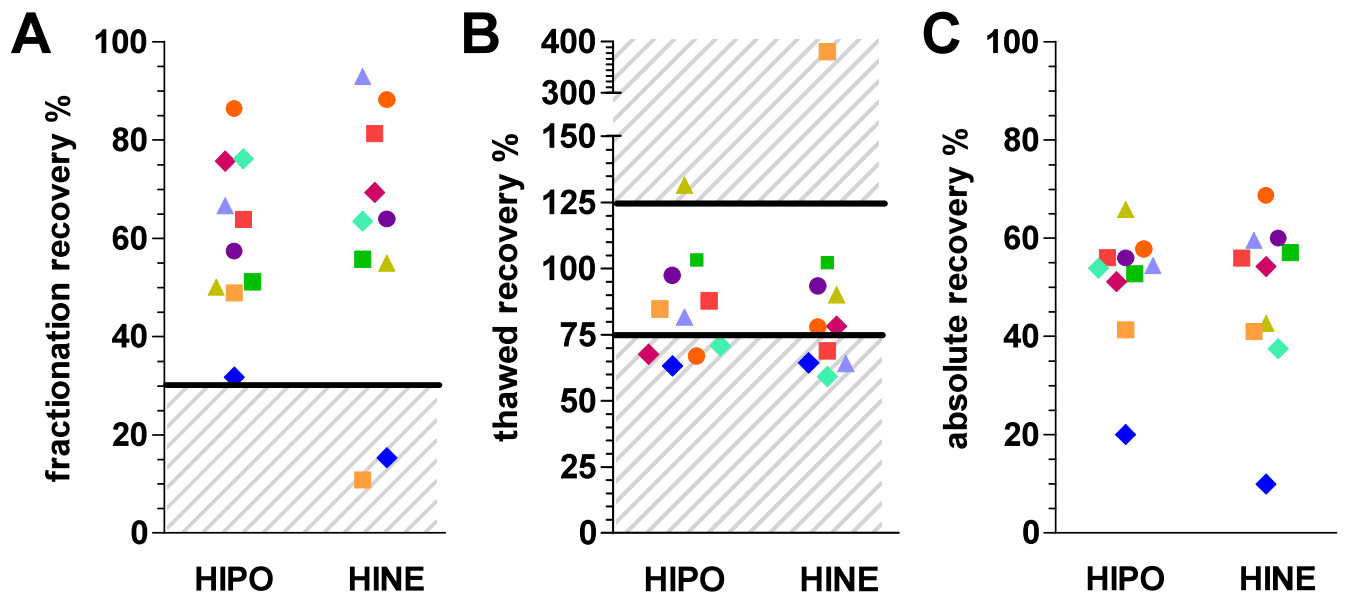 A
fractionation recovery %
100
80
60
40
20
0
HIPO
HINE
B
thawed recovery %
400
300
150
125
100
75
50
25
0
HIPO
HINE
C
absolute recovery %
100
80
60
40
20
0
HIPO
HINE